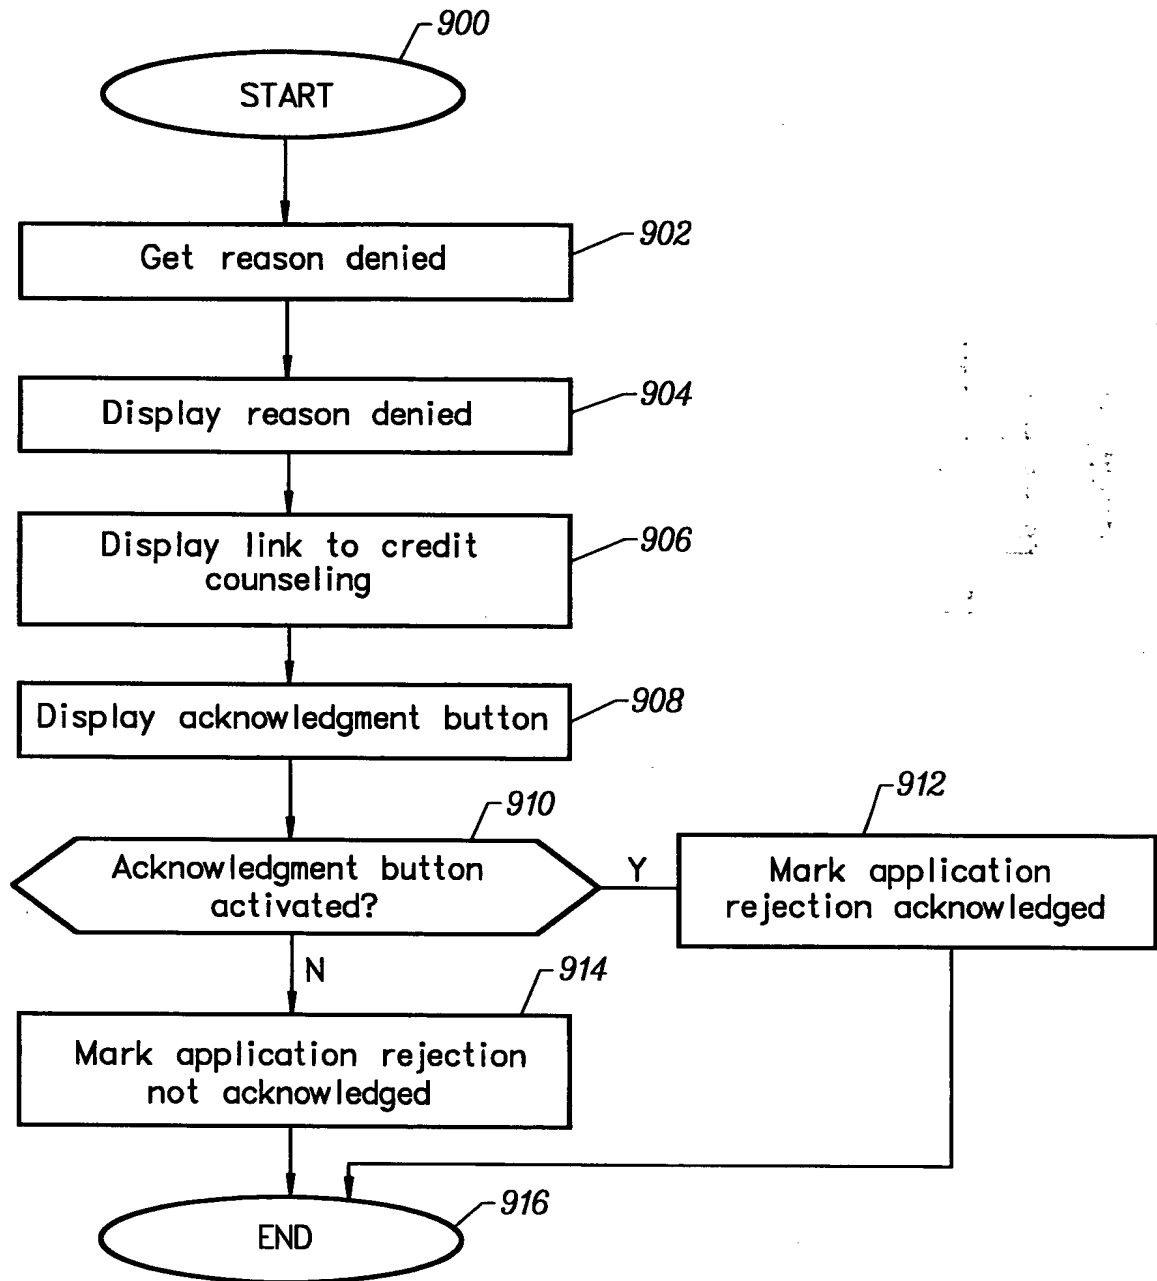 900
START
902
Get reason denied
904
Display reason denied
906
Display link to credit
counseling
908
Display acknowledgment button
910
912
Acknowledgment button
activated?
Y
Mark application
rejection acknowledged
N
914
Mark application rejection
not acknowledged
916
END